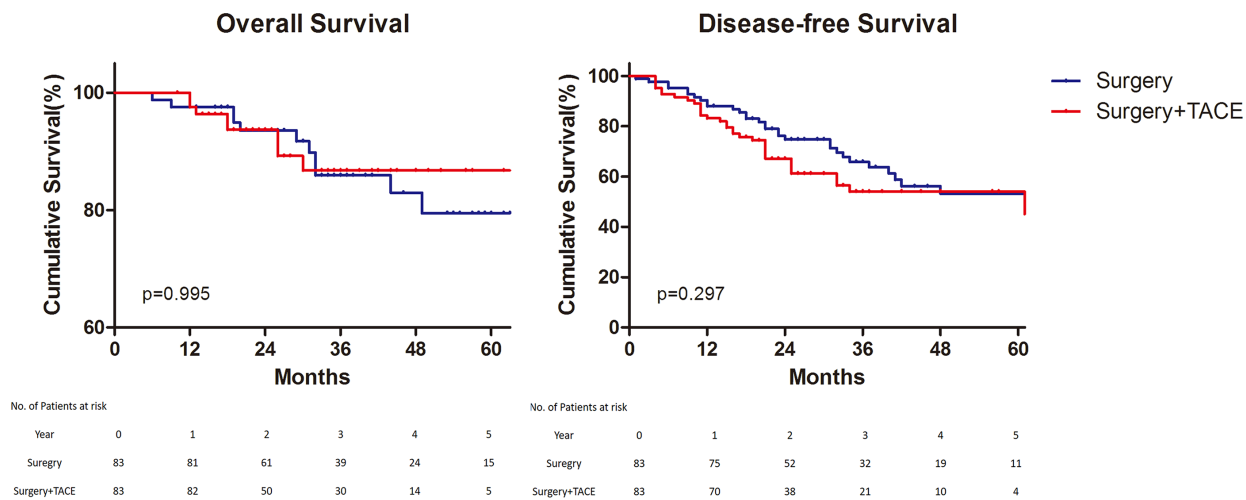 Overall Survival
Cumulative Survival(%)
100
80
60
p=0.995
0 12 24 36 48 60
Months
Disease-free Survival
Cumulative Survival(%)
100
80
60
40
20
0
p=0.297
0 12 24 36 48 60
Months
Surgery
Surgery+TACE
No. of Patients at risk
Year 0 1 2 3 4 5
Suregry 83 81 61 39 24 15
Surgery+TACE 83 82 50 30 14 5
No. of Patients at risk
Year 0 1 2 3 4 5
Suregry 83 75 52 32 19 11
Surgery+TACE 83 70 38 21 10 4